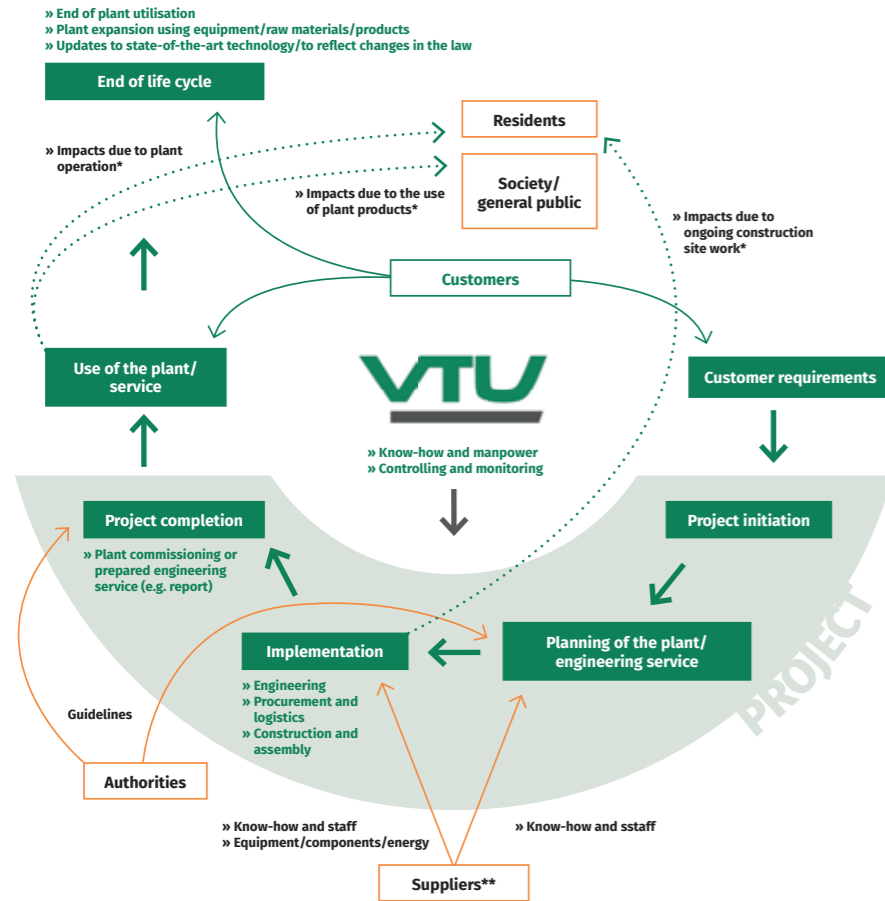 » End of plant utilisation
» Plant expansion using equipment/raw materials/products
» Updates to state-of-the-art technology/to reflect changes in the law
End of life cycle
Residents
» Impacts due to plant
operation*
Society/
general public
» Impacts due to the use
of plant products*
» Impacts due to
ongoing construction
site work*
Customers
Use of the plant/
service
VTU
Customer requirements
» Know-how and manpower
» Controlling and monitoring
Project completion
Project initiation
» Plant commissioning or
prepared engineering
service (e.g. report)
PROJECT
Implementation
Planning of the plant/
engineering service
» Engineering
» Procurement and
logistics
» Construction and
assembly
Guidelines
Authorities
» Know-how and staff
» Equipment/components/energy
» Know-how and sstaff
Suppliers**